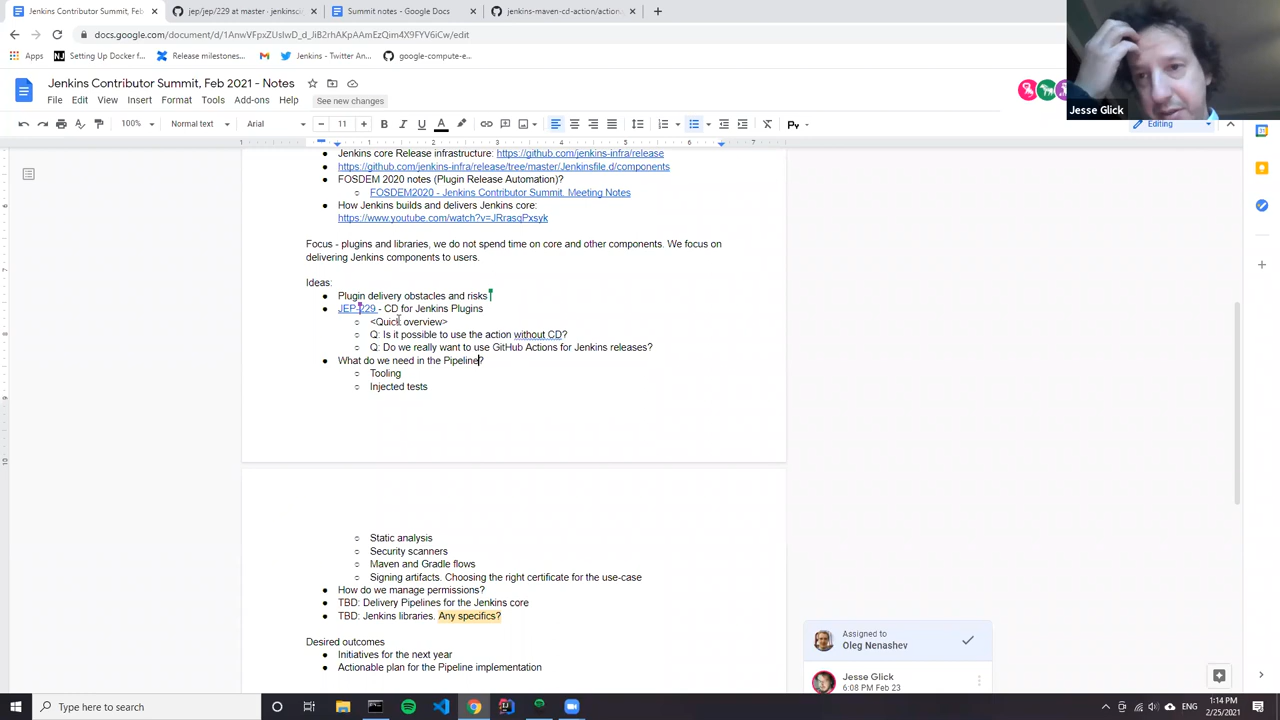 Jenkins Contributor Summit, Feb
jep/jep/229 at master · jenkinsci
Summit notes - Google Docs
jenkins-maven-cd-action/action.
docs.google.com/document/d/1AnwVFpxZUslwD_d_JiB2rhAKpAAmEzQim4X9FYV6iCw/edit
Apps
Setting Up Docker f...
Release milestones...
Twitter / Jenkins - Twitter An...
google-compute-e...
Jenkins Contributor Summit, Feb 2021 - Notes
File Edit View Insert Format Tools Add-ons Help See new changes
Jesse Glick
100% Normal text Arial 11 Editing
Jenkins core Release infrastructure: https://github.com/jenkins-infra/release
https://github.com/jenkins-infra/release/tree/master/Jenkinsfile.d/components
FOSDEM 2020 notes (Plugin Release Automation)?
FOSDEM2020 - Jenkins Contributor Summit. Meeting Notes
How Jenkins builds and delivers Jenkins core:
https://www.youtube.com/watch?v=JRrasqPxsyk
Focus - plugins and libraries, we do not spend time on core and other components. We focus on
delivering Jenkins components to users.
Ideas:
Plugin delivery obstacles and risks
JEP-229 - CD for Jenkins Plugins
<Quick overview>
Q: Is it possible to use the action without CD?
Q: Do we really want to use GitHub Actions for Jenkins releases?
What do we need in the Pipeline?
Tooling
Injected tests
Static analysis
Security scanners
Maven and Gradle flows
Signing artifacts. Choosing the right certificate for the use-case
How do we manage permissions?
TBD: Delivery Pipelines for the Jenkins core
TBD: Jenkins libraries. Any specifics?
Desired outcomes
Initiatives for the next year
Actionable plan for the Pipeline implementation
Assigned to
Oleg Nenashev
Jesse Glick
6:08 PM Feb 23
Type here to search
ENG
1:14 PM
2/25/2021